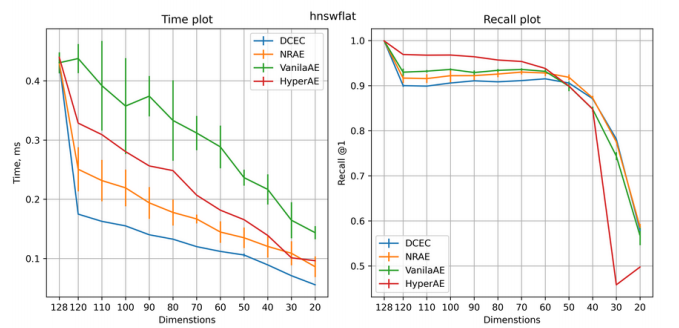 hnswflat
Time plot
DCEC
NRAE
VanilaAE
HyperAE
0.4
0.3
0.2
0.1
Time, ms
128 120 110 100 90 80 70 60 50 40 30 20
Dimenstions
Recall plot
1.0
0.9
0.8
0.7
0.6
0.5
Recall @1
DCEC
NRAE
VanilaAE
HyperAE
128 120 110 100 90 80 70 60 50 40 30 20
Dimenstions